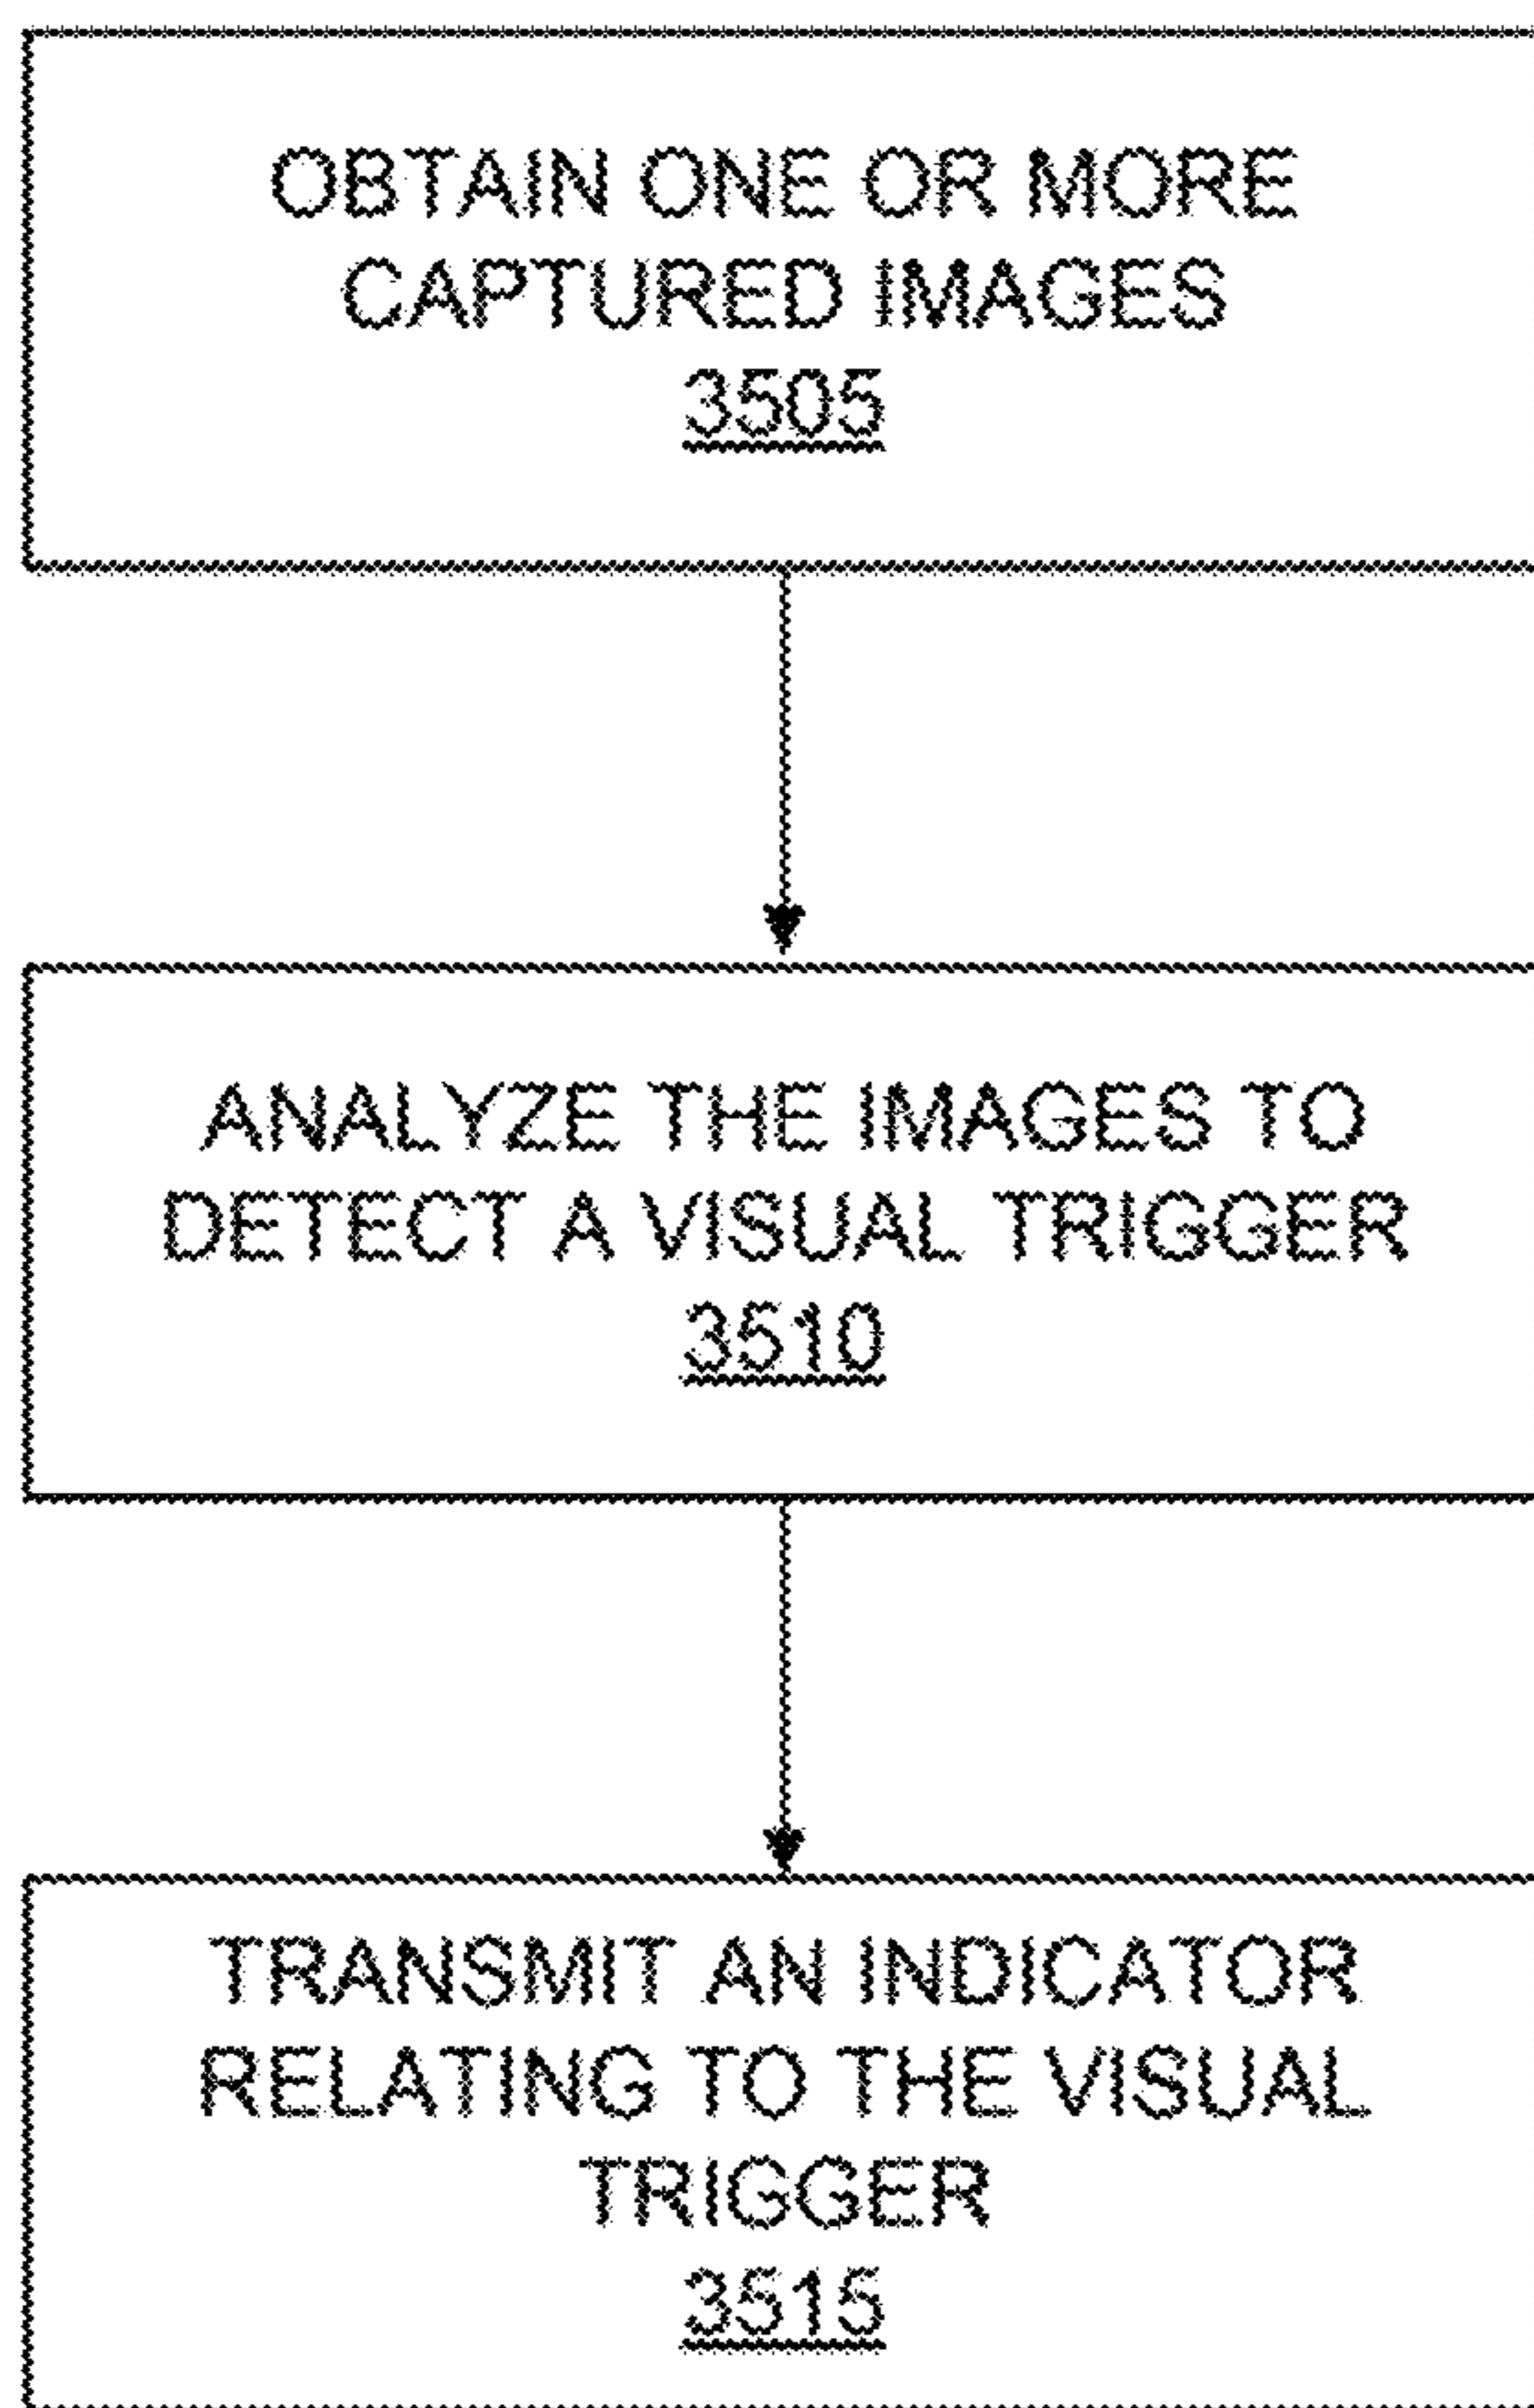 OBTAIN ONE OR MORE
CAPTURED IMAGES
3505
ANALYZE THE IMAGES TO
DETECT A VISUAL TRIGGER
3510
TRANSMIT AN INDICATOR
RELATING TO THE VISUAL
TRIGGER
3515